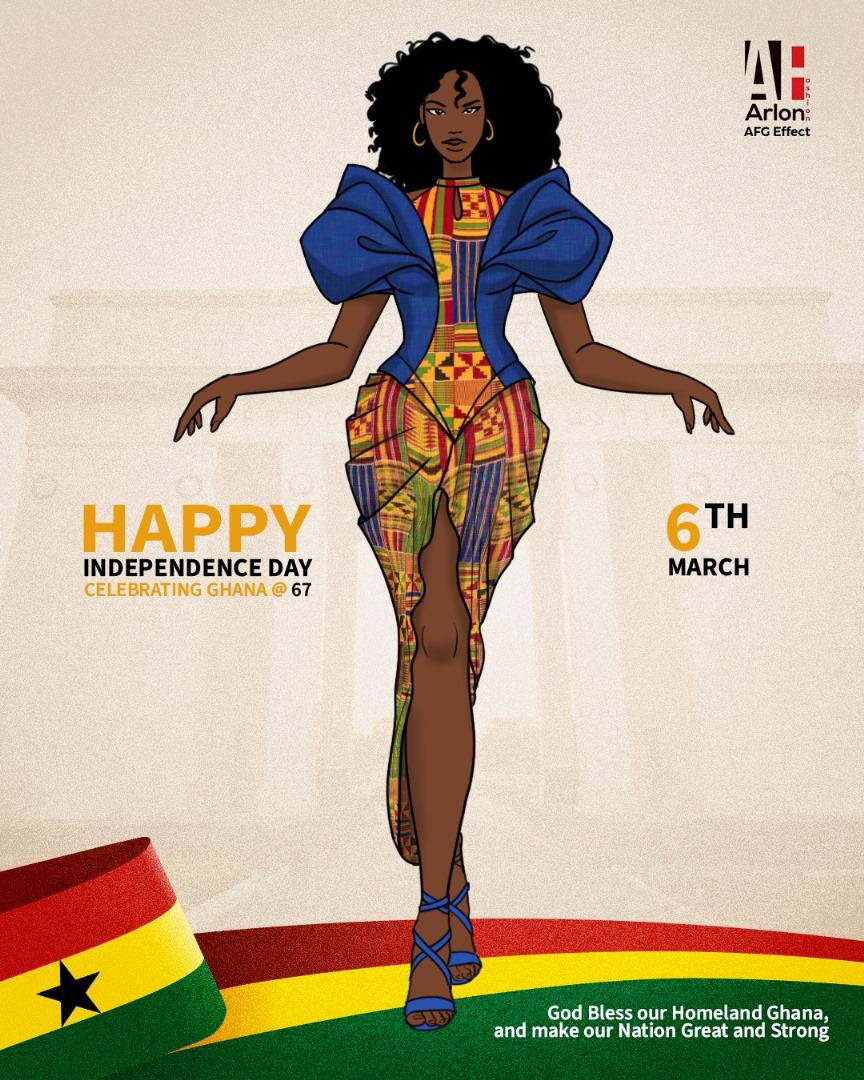 AF
ashion
Arlon
AFG Effect
HAPPY
INDEPENDENCE DAY
CELEBRATING GHANA @ 67
6TH
MARCH
God Bless our Homeland Ghana,
and make our Nation Great and Strong